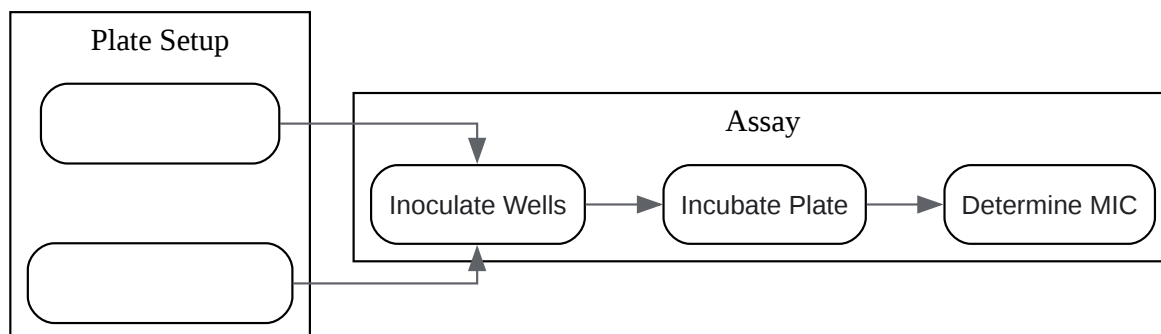 Plate Setup
Assay
Inoculate Wells
Incubate Plate
Determine MIC